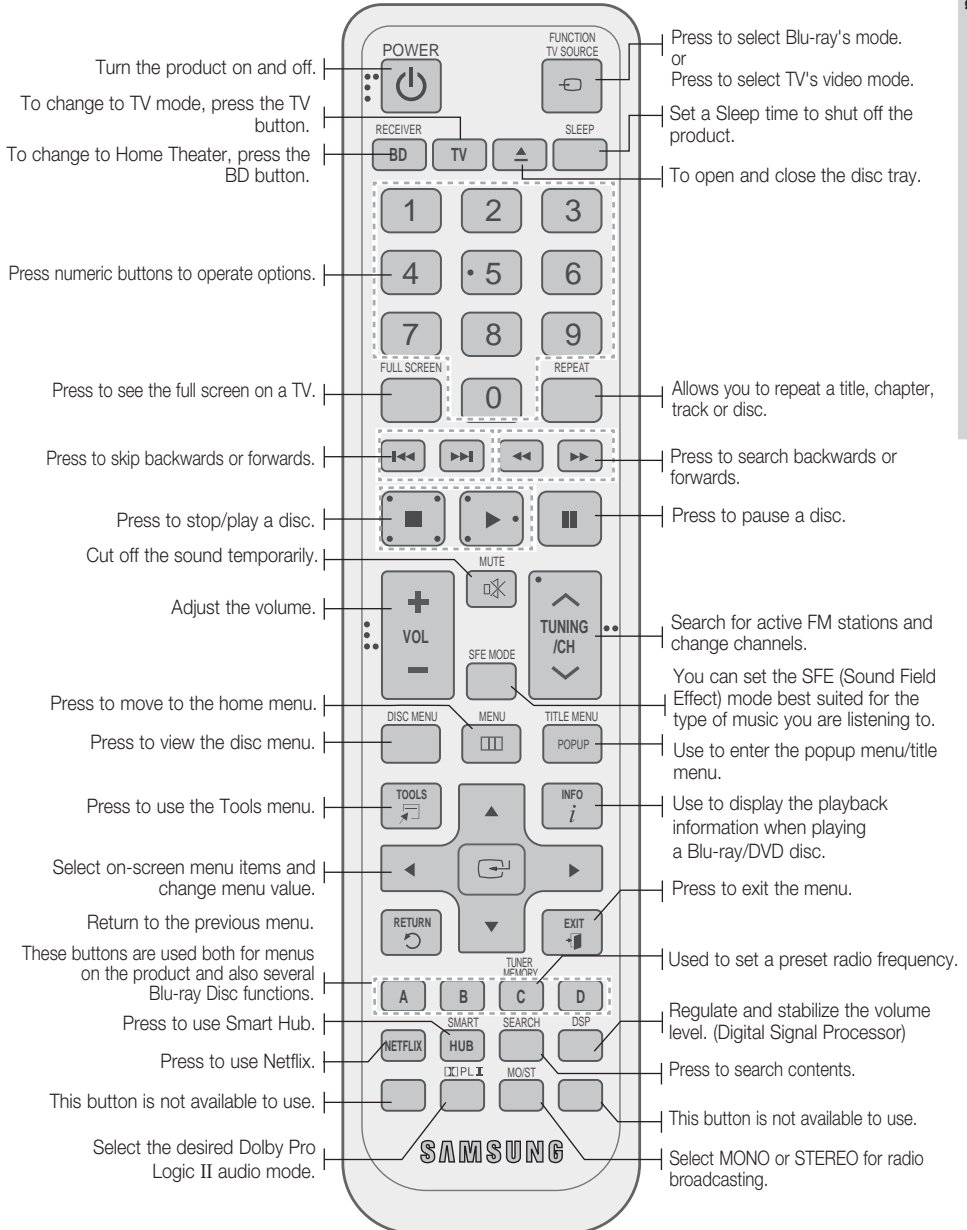 POWER
FUNCTION
TV SOURCE
Turn the product on and off.
Press to select Blu-ray's mode.
or
Press to select TV's video mode.
To change to TV mode, press the TV
button.
Set a Sleep time to shut off the
product.
RECEIVER
SLEEP
BD
TV
To change to Home Theater, press the
BD button.
To open and close the disc tray.
1 2 3
Press numeric buttons to operate options.
4 5 6
7 8 9
FULL SCREEN
REPEAT
0
Press to see the full screen on a TV.
Allows you to repeat a title, chapter,
track or disc.
Press to skip backwards or forwards.
Press to search backwards or
forwards.
Press to stop/play a disc.
Press to pause a disc.
Cut off the sound temporarily.
MUTE
Adjust the volume.
VOL
TUNING
/CH
Search for active FM stations and
change channels.
SFE MODE
You can set the SFE (Sound Field
Effect) mode best suited for the
type of music you are listening to.
Press to move to the home menu.
DISC MENU
MENU
TITLE MENU
POPUP
Press to view the disc menu.
Use to enter the popup menu/title
menu.
TOOLS
INFO
i
Press to use the Tools menu.
Use to display the playback
information when playing
a Blu-ray/DVD disc.
Select on-screen menu items and
change menu value.
Press to exit the menu.
Return to the previous menu.
RETURN
EXIT
These buttons are used both for menus
on the product and also several
Blu-ray Disc functions.
TUNER
MEMORY
A B C D
Used to set a preset radio frequency.
Press to use Smart Hub.
SMART
HUB
SEARCH
DSP
Regulate and stabilize the volume
level. (Digital Signal Processor)
Press to use Netflix.
NETFLIX
Press to search contents.
PL II
MO/ST
This button is not available to use.
This button is not available to use.
Select the desired Dolby Pro
Logic II audio mode.
SAMSUNG
Select MONO or STEREO for radio
broadcasting.